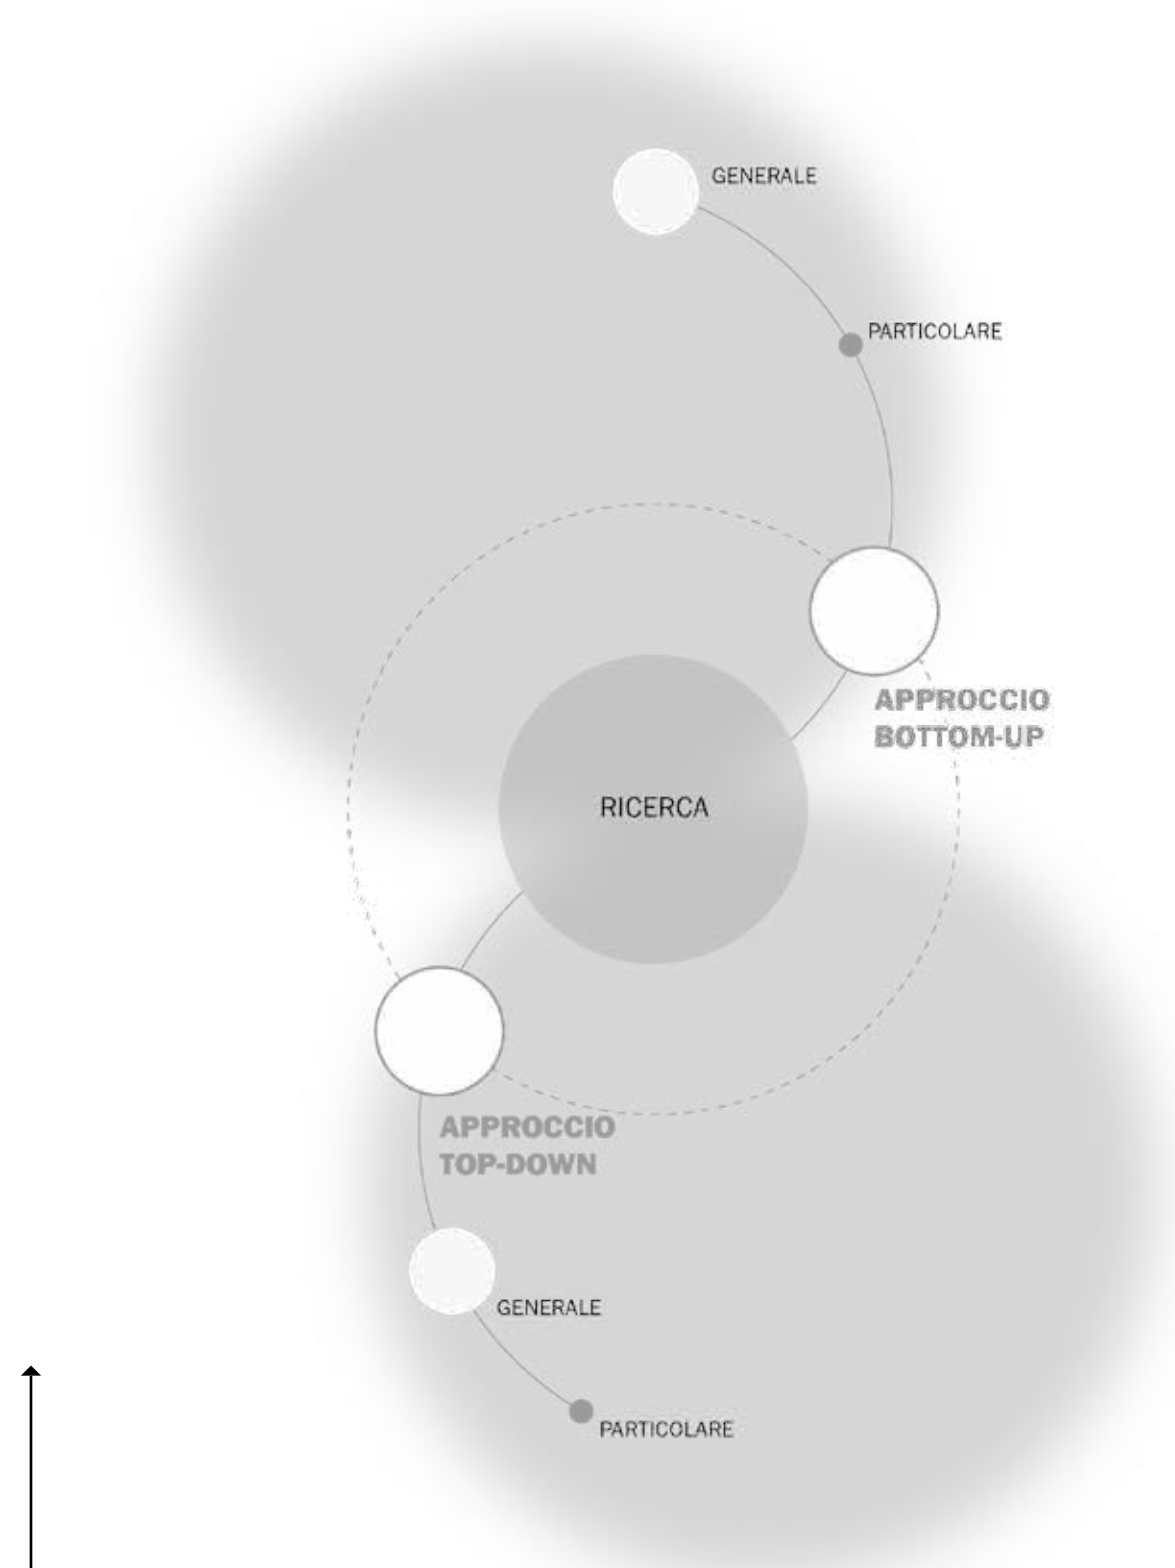 GENERALE
PARTICOLARE
APPROCCIO
BOTTOM-UP
RICERCA
APPROCCIO
TOP-DOWN
GENERALE
PARTICOLARE